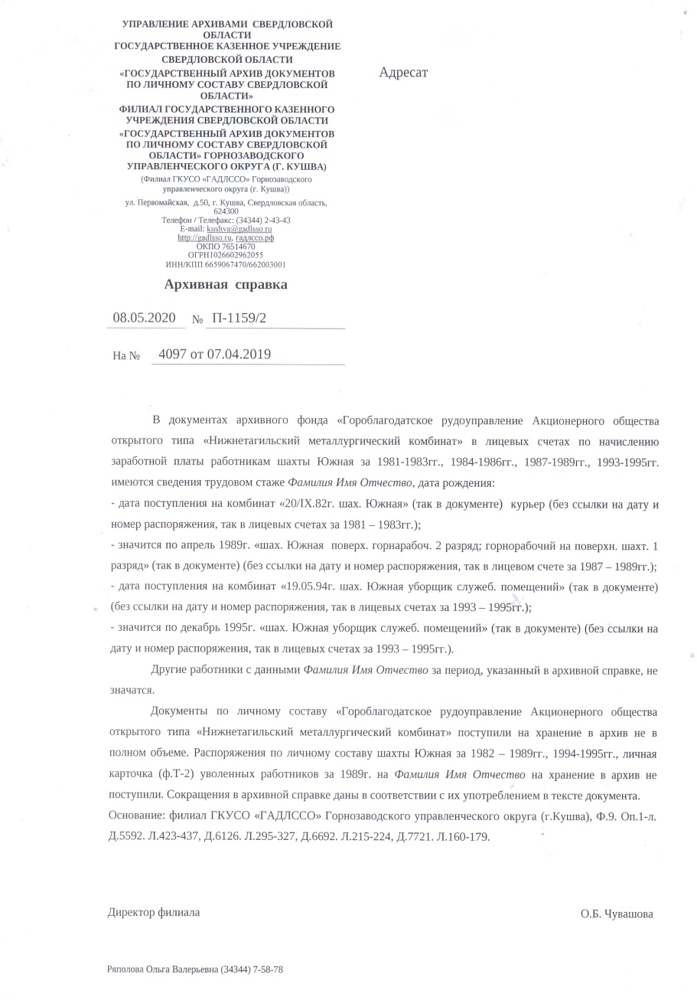 УПРАВЛЕНИЕ АРХИВАМИ СВЕРДЛОВСКОЙ
ОБЛАСТИ
ГОСУДАРСТВЕННОЕ КАЗЕННОЕ УЧРЕЖДЕНИЕ
СВЕРДЛОВСКОЙ ОБЛАСТИ
«ГОСУДАРСТВЕННЫЙ АРХИВ ДОКУМЕНТОВ
ПО ЛИЧНОМУ СОСТАВУ СВЕРДЛОВСКОЙ
ОБЛАСТИ»
ФИЛИАЛ ГОСУДАРСТВЕННОГО КАЗЕННОГО
УЧРЕЖДЕНИЯ СВЕРДЛОВСКОЙ ОБЛАСТИ
«ГОСУДАРСТВЕННЫЙ АРХИВ ДОКУМЕНТОВ
ПО ЛИЧНОМУ СОСТАВУ СВЕРДЛОВСКОЙ
ОБЛАСТИ» ГОРНОЗАВОДСКОГО
УПРАВЛЕНЧЕСКОГО ОКРУГА (Г. КУШВА)
(Филиал ГКУСО «ГАДЛССО» Горнозаводского
управленческого округа (г. Кушва))
ул. Первомайская, д.50, г. Кушва, Свердловская область,
624300
Телефон / Телефакс: (34344) 2-43-43
E-mail: kushva@gadlsso.ru
http://gadlsso.ru, гадлссо.рф
ОКПО 76514670
ОГРН1026602962055
ИНН/КПП 6659067470/662003001
Адресат
Архивная справка
08.05.2020 № П-1159/2
На № 4097 от 07.04.2019
В документах архивного фонда «Гороблагодатское рудоуправление Акционерного общества
открытого типа «Нижнетагильский металлургический комбинат» в лицевых счетах по начислению
заработной платы работникам шахты Южная за 1981-1983гг., 1984-1986гг., 1987-1989гг., 1993-1995гг.
имеются сведения трудовом стаже Фамилия Имя Отчество, дата рождения:
- дата поступления на комбинат «20/IX.82г. шах. Южная» (так в документе) курьер (без ссылки на дату и
номер распоряжения, так в лицевых счетах за 1981 – 1983гг.);
- значится по апрель 1989г. «шах. Южная поверх. горнарабоч. 2 разряд; горнорабочий на поверхн. шахт. 1
разряд» (так в документе) (без ссылки на дату и номер распоряжения, так в лицевом счете за 1987 – 1989гг.);
- дата поступления на комбинат «19.05.94г. шах. Южная уборщик служеб. помещений» (так в документе)
(без ссылки на дату и номер распоряжения, так в лицевых счетах за 1993 – 1995гг.);
- значится по декабрь 1995г. «шах. Южная уборщик служеб. помещений» (так в документе) (без ссылки на
дату и номер распоряжения, так в лицевых счетах за 1993 – 1995гг.).
Другие работники с данными Фамилия Имя Отчество за период, указанный в архивной справке, не
значатся.
Документы по личному составу «Гороблагодатское рудоуправление Акционерного общества
открытого типа «Нижнетагильский металлургический комбинат» поступили на хранение в архив не в
полном объеме. Распоряжения по личному составу шахты Южная за 1982 – 1989гг., 1994-1995гг., личная
карточка (ф.Т-2) уволенных работников за 1989г. на Фамилия Имя Отчество на хранение в архив не
поступили. Сокращения в архивной справке даны в соответствии с их употреблением в тексте документа.
Основание: филиал ГКУСО «ГАДЛССО» Горнозаводского управленческого округа (г.Кушва), Ф.9. Оп.1-л.
Д.5592. Л.423-437, Д.6126. Л.295-327, Д.6692. Л.215-224, Д.7721. Л.160-179.
Директор филиала О.Б. Чувашова
Ряполова Ольга Валерьевна (34344) 7-58-78